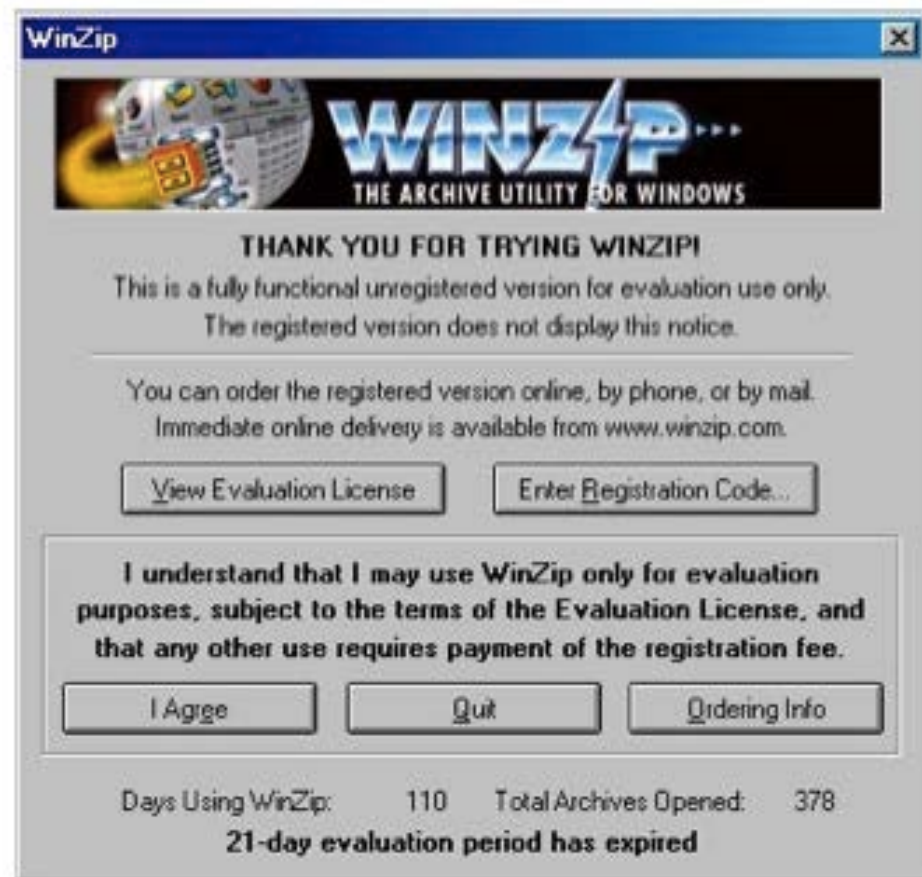 WinZip
WINZIP
THE ARCHIVE UTILITY FOR WINDOWS
THANK YOU FOR TRYING WINZIP!
This is a fully functional unregistered version for evaluation use only.
The registered version does not display this notice.
You can order the registered version online, by phone, or by mail.
Immediate online delivery is available from www.winzip.com.
View Evaluation License
Enter Registration Code...
I understand that I may use WinZip only for evaluation
purposes, subject to the terms of the Evaluation License, and
that any other use requires payment of the registration fee.
I Agree
Quit
Ordering Info
Days Using WinZip: 110 Total Archives Opened: 378
21-day evaluation period has expired